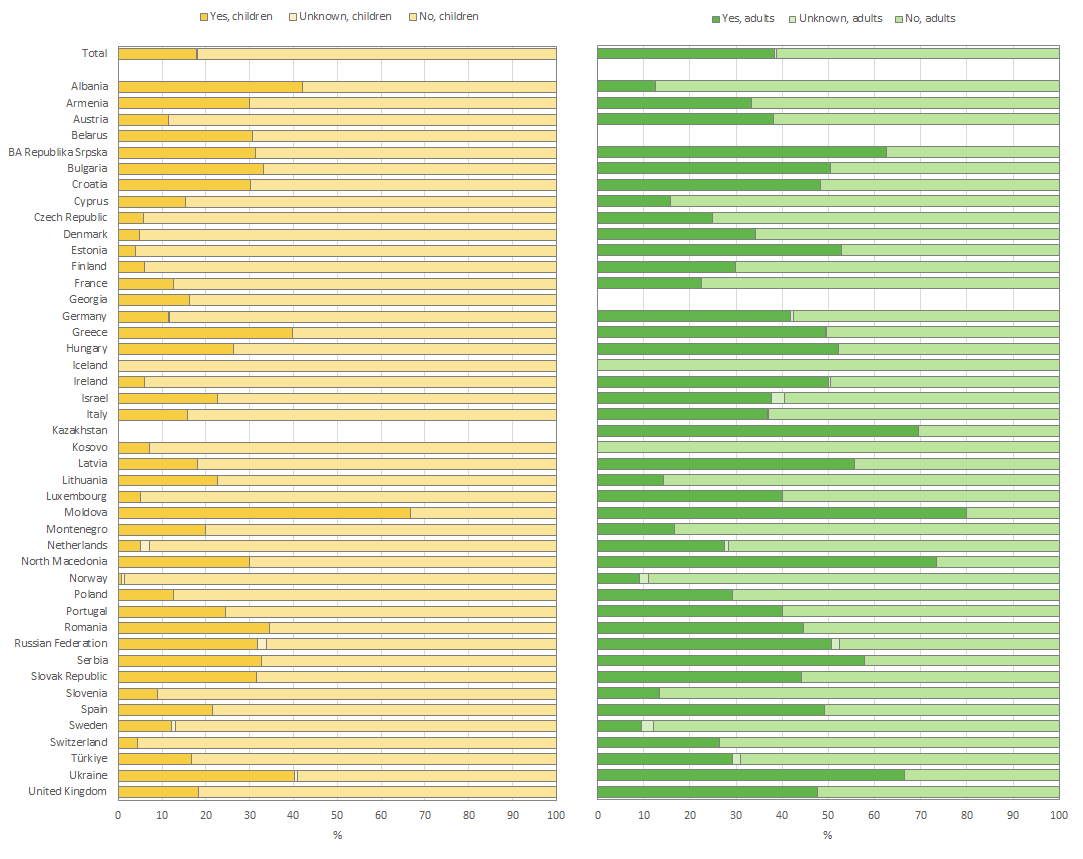 Yes, children Unknown, children No, children
Yes, adults Unknown, adults No, adults
Total
Albania
Armenia
Austria
Belarus
BA Republika Srpska
Bulgaria
Croatia
Cyprus
Czech Republic
Denmark
Estonia
Finland
France
Georgia
Germany
Greece
Hungary
Iceland
Ireland
Israel
Italy
Kazakhstan
Kosovo
Latvia
Lithuania
Luxembourg
Moldova
Montenegro
Netherlands
North Macedonia
Norway
Poland
Portugal
Romania
Russian Federation
Serbia
Slovak Republic
Slovenia
Spain
Sweden
Switzerland
Türkiye
Ukraine
United Kingdom
0 10 20 30 40 50 60 70 80 90 100
%
0 10 20 30 40 50 60 70 80 90 100
%